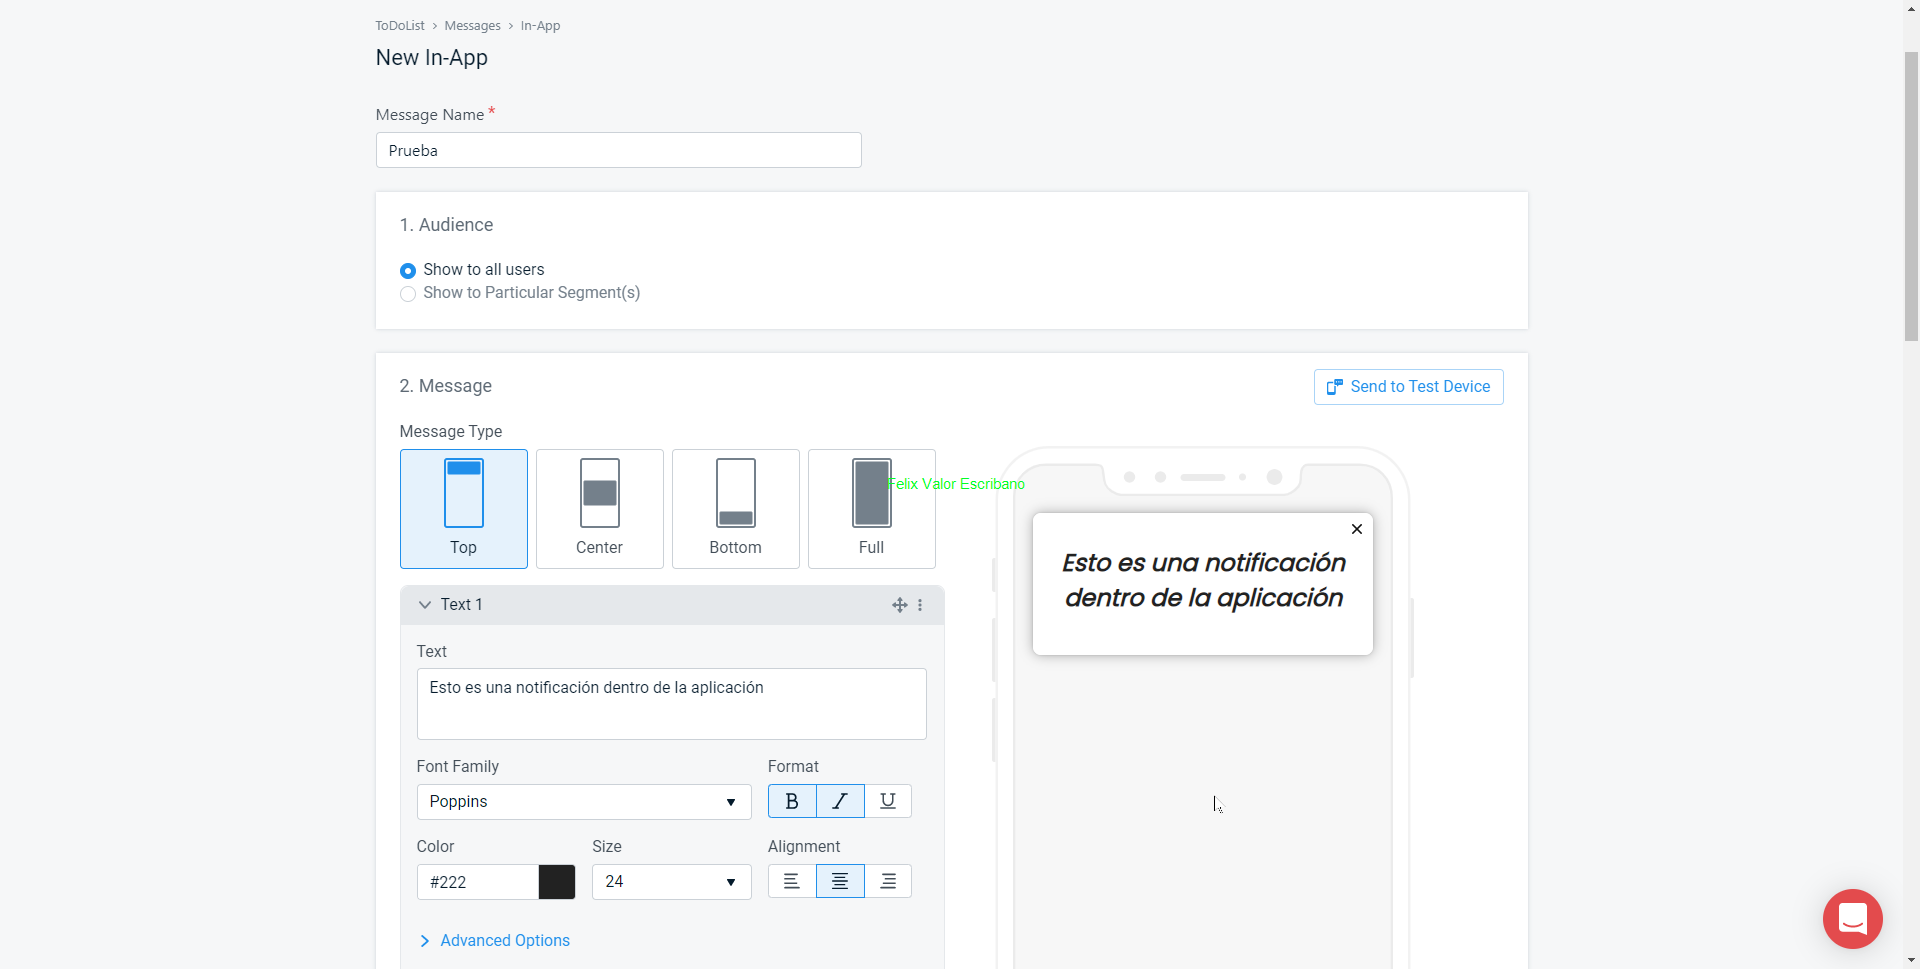 ToDoList > Messages > In-App
New In-App
Message Name *
Prueba
1. Audience
Show to all users
Show to Particular Segment(s)
2. Message
Send to Test Device
Message Type
Top
Center
Bottom
Full
Felix Valor Escribano
Esto es una notificación
dentro de la aplicación
Text 1
Text
Esto es una notificación dentro de la aplicación
Font Family
Format
Poppins
B I U
Color
Size
Alignment
#222
24
Advanced Options